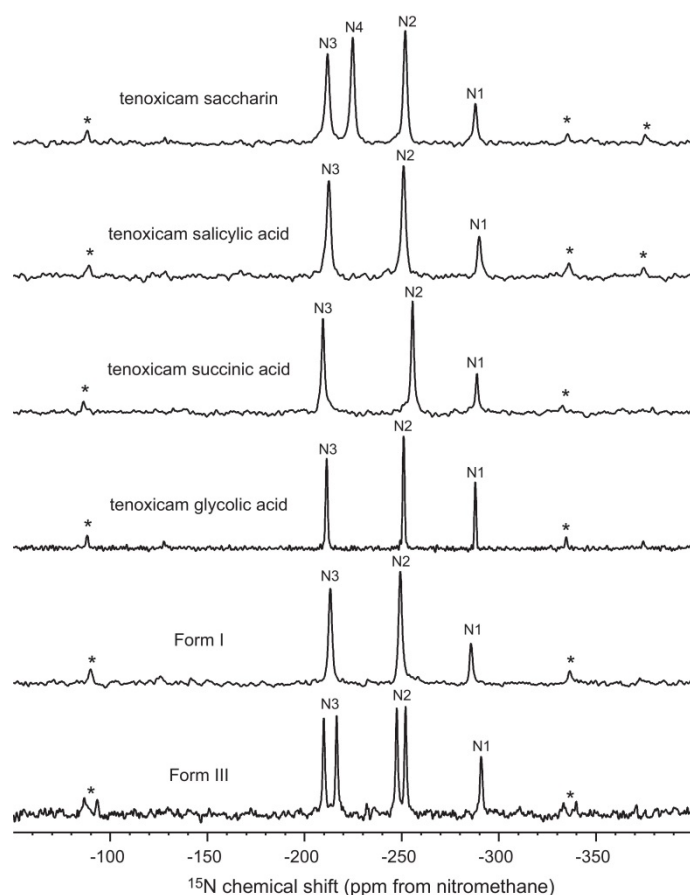 N3 N4 N2
tenoxicam saccharin
* N1 * *
N3 N2
tenoxicam salicylic acid
* N1 * *
N3 N2
tenoxicam succinic acid
* N1 *
N3 N2
N1
tenoxicam glycolic acid
* *
N3 N2
Form I
* N1 *
N3 N2
Form III
* N1 *
-100 -150 -200 -250 -300 -350
¹⁵N chemical shift (ppm from nitromethane)